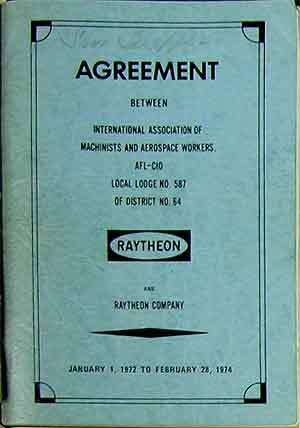 AGREEMENT
BETWEEN
INTERNATIONAL ASSOCIATION OF
MACHINISTS AND AEROSPACE WORKERS,
AFL-CIO
LOCAL LODGE NO. 587
OF DISTRICT NO. 64
RAYTHEON
AND
RAYTHEON COMPANY
JANUARY 1, 1972 TO FEBRUARY 28, 1974